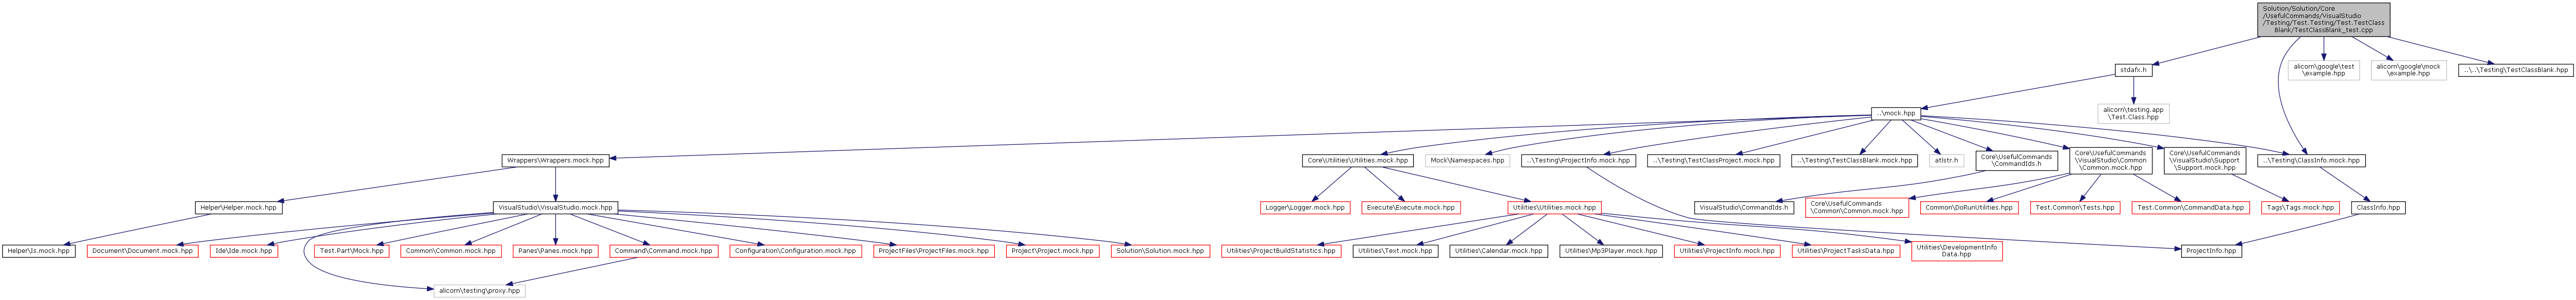 Solution/Solution/Core
/UsefulCommands/VisualStudio
/Testing/Test.Testing/Test.TestClass
Blank/TestClassBlank_test.cpp
stdafx.h
alicorn\google\test
\example.hpp
alicorn\google\mock
\example.hpp
..\..\Testing\TestClassBlank.hpp
..\mock.hpp
alicorn\testing.app
\Test.Class.hpp
Wrappers\Wrappers.mock.hpp
Core\Utilities\Utilities.mock.hpp
Mock\Namespaces.hpp
..\Testing\ProjectInfo.mock.hpp
..\Testing\TestClassProject.mock.hpp
..\Testing\TestClassBlank.mock.hpp
atlstr.h
Core\UsefulCommands
\CommandIds.h
Core\UsefulCommands
\VisualStudio\Common
\Common.mock.hpp
Core\UsefulCommands
\VisualStudio\Support
\Support.mock.hpp
..\Testing\ClassInfo.mock.hpp
Helper\Helper.mock.hpp
VisualStudio\VisualStudio.mock.hpp
Logger\Logger.mock.hpp
Execute\Execute.mock.hpp
Utilities\Utilities.mock.hpp
VisualStudio\CommandIds.h
Core\UsefulCommands
\Common\Common.mock.hpp
Common\DoRunUtilities.hpp
Test.Common\Tests.hpp
Test.Common\CommandData.hpp
Tags\Tags.mock.hpp
ClassInfo.hpp
Helper\Is.mock.hpp
Document\Document.mock.hpp
Ide\Ide.mock.hpp
Test.Part\Mock.hpp
Common\Common.mock.hpp
Panes\Panes.mock.hpp
Command\Command.mock.hpp
Configuration\Configuration.mock.hpp
ProjectFiles\ProjectFiles.mock.hpp
Project\Project.mock.hpp
Solution\Solution.mock.hpp
Utilities\ProjectBuildStatistics.hpp
Utilities\Text.mock.hpp
Utilities\Calendar.mock.hpp
Utilities\Mp3Player.mock.hpp
Utilities\ProjectInfo.mock.hpp
Utilities\ProjectTasksData.hpp
Utilities\DevelopmentInfo
Data.hpp
ProjectInfo.hpp
alicorn\testing\proxy.hpp